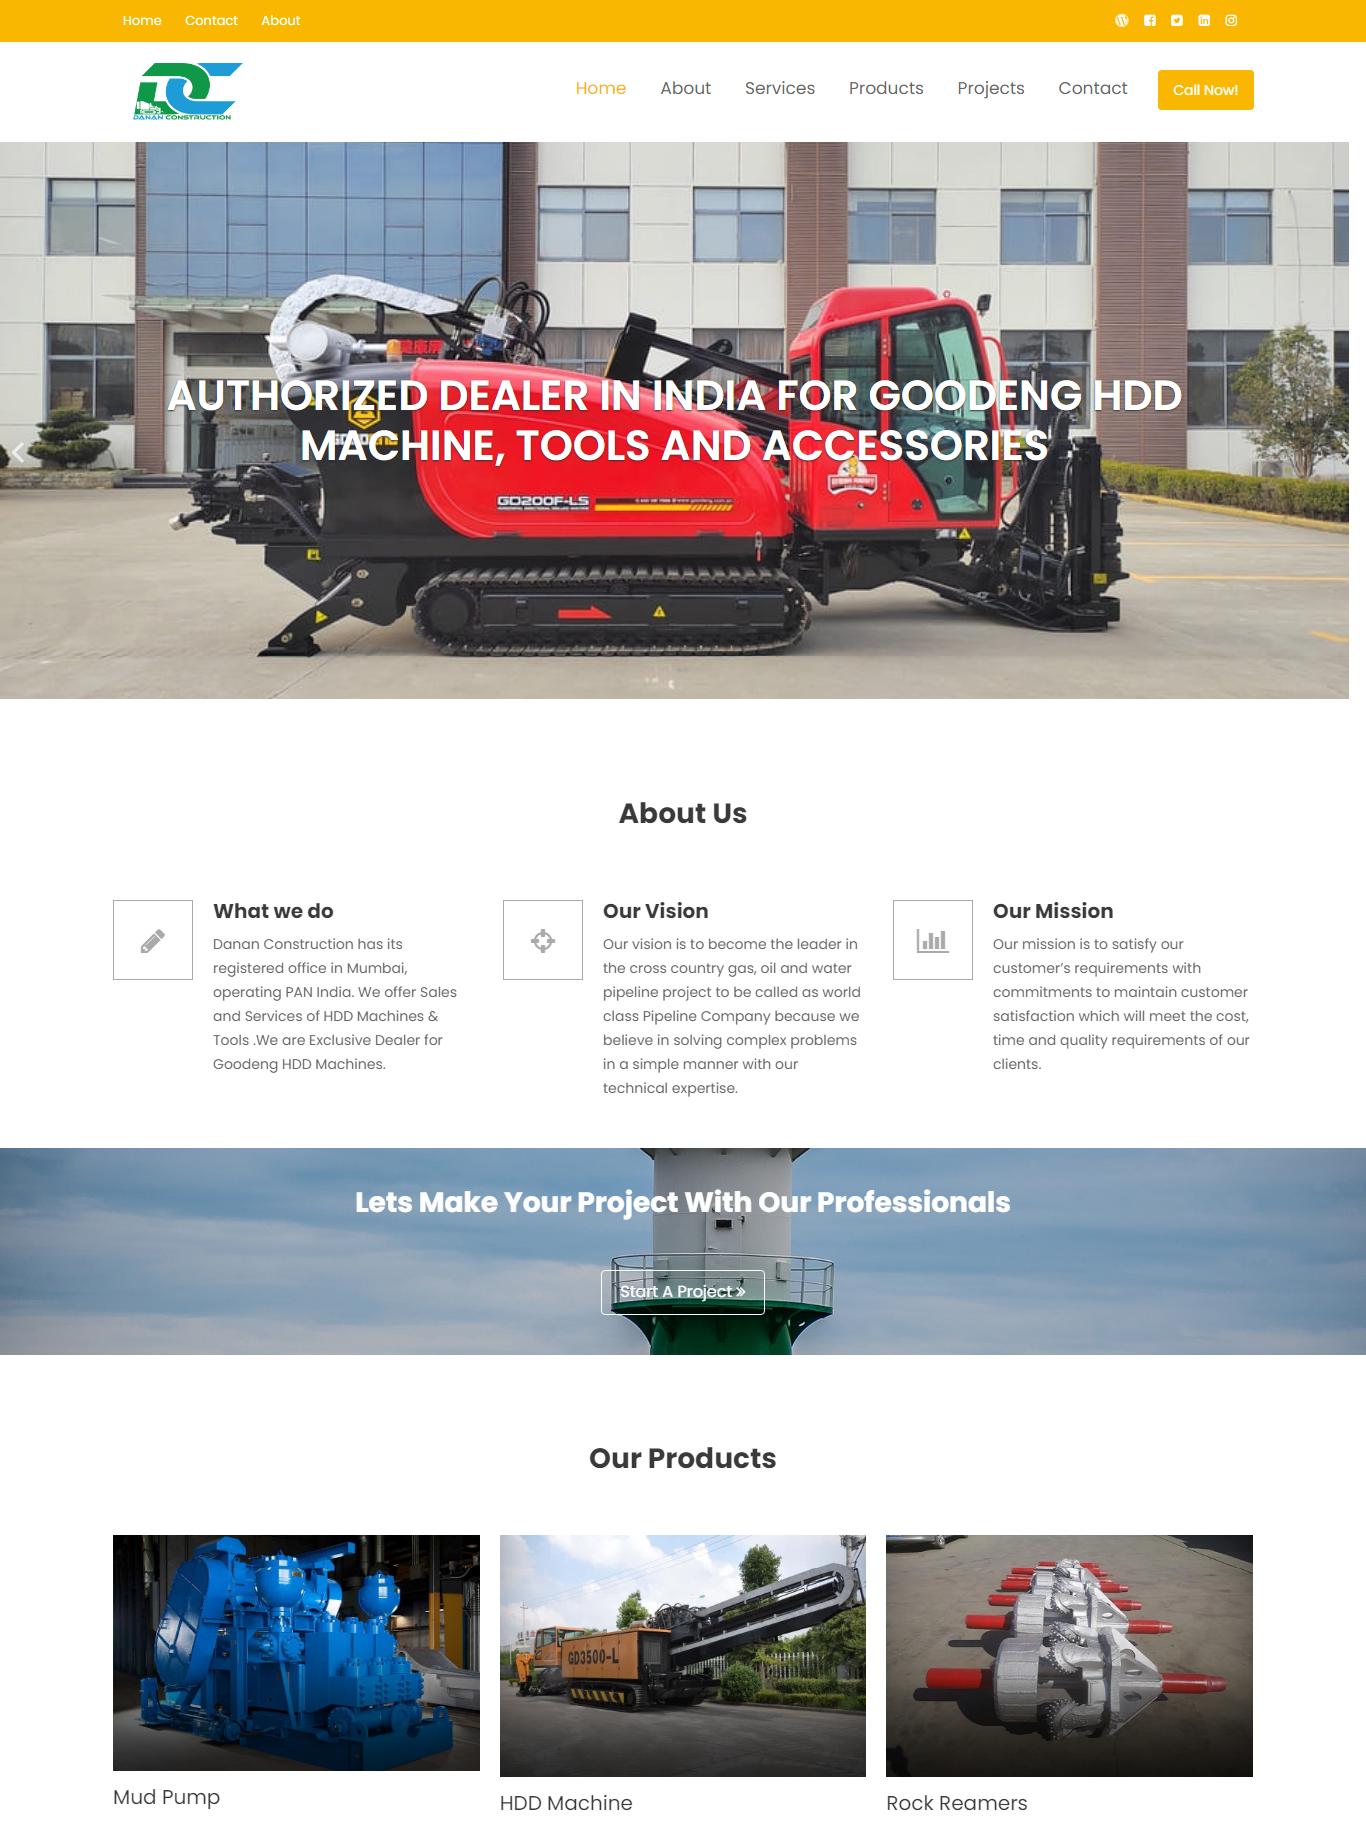 Home Contact About
DANAN CONSTRUCTION
Home About Services Products Projects Contact Call Now!
AUTHORIZED DEALER IN INDIA FOR GOODENG HDD
MACHINE, TOOLS AND ACCESSORIES
GD200F-LS
About Us
What we do
Danan Construction has its
registered office in Mumbai,
operating PAN India. We offer Sales
and Services of HDD Machines &
Tools .We are Exclusive Dealer for
Goodeng HDD Machines.
Our Vision
Our vision is to become the leader in
the cross country gas, oil and water
pipeline project to be called as world
class Pipeline Company because we
believe in solving complex problems
in a simple manner with our
technical expertise.
Our Mission
Our mission is to satisfy our
customer’s requirements with
commitments to maintain customer
satisfaction which will meet the cost,
time and quality requirements of our
clients.
Lets Make Your Project With Our Professionals
Start A Project »
Our Products
GD3500-L
Mud Pump
HDD Machine
Rock Reamers